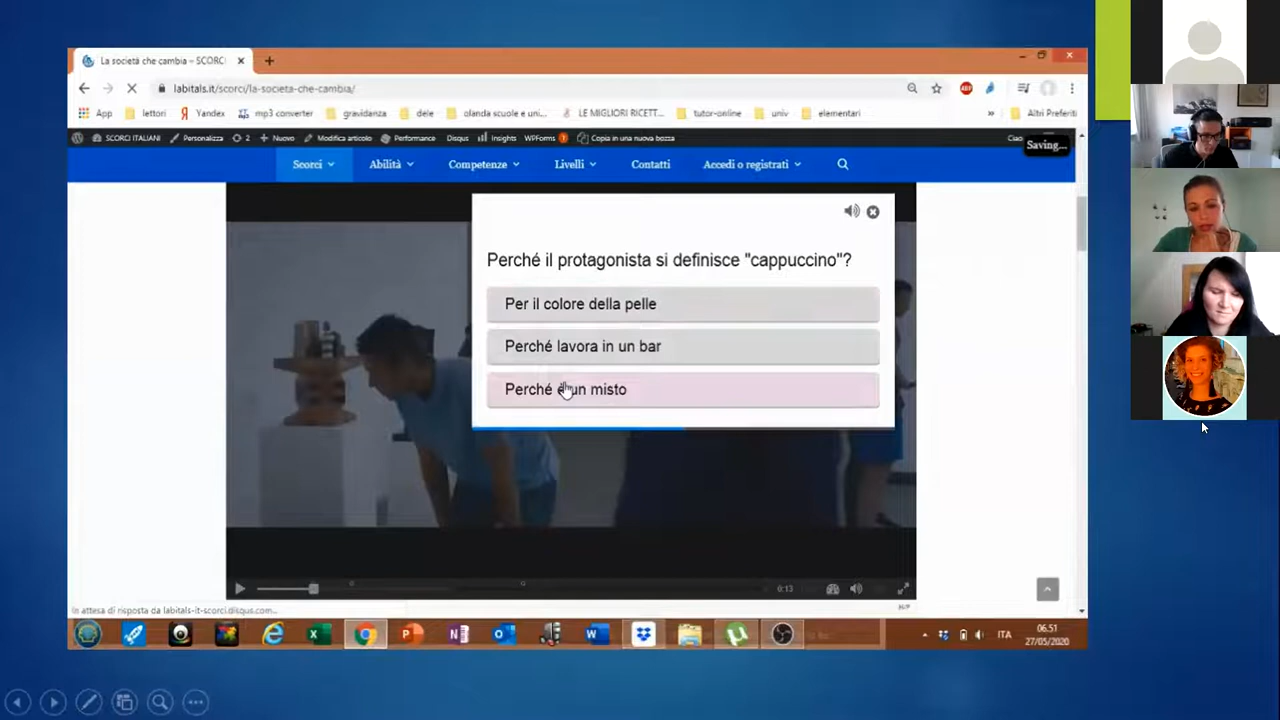 La società che cambia – SCORCI
labitals.it/scorci/la-societa-che-cambia/
App lettori Yandex mp3 converter gravidanza dele olanda scuole e uni... LE MIGLIORI RICETT... tutor-online univ elementari » Altri Preferiti
SCORCI ITALIANI Personalizza 2 Nuovo Modifica articolo Performance Disqus Insights WPForms Copia in una nuova bozza Ciao
Saving...
Scorci Abilità Competenze Livelli Contatti Accedi o registrati
Perché il protagonista si definisce "cappuccino"?
Per il colore della pelle
Perché lavora in un bar
Perché è un misto
0:13
In attesa di risposta da labitals-it-scorci.disqus.com...
H-P
ITA
06.51
27/05/2020